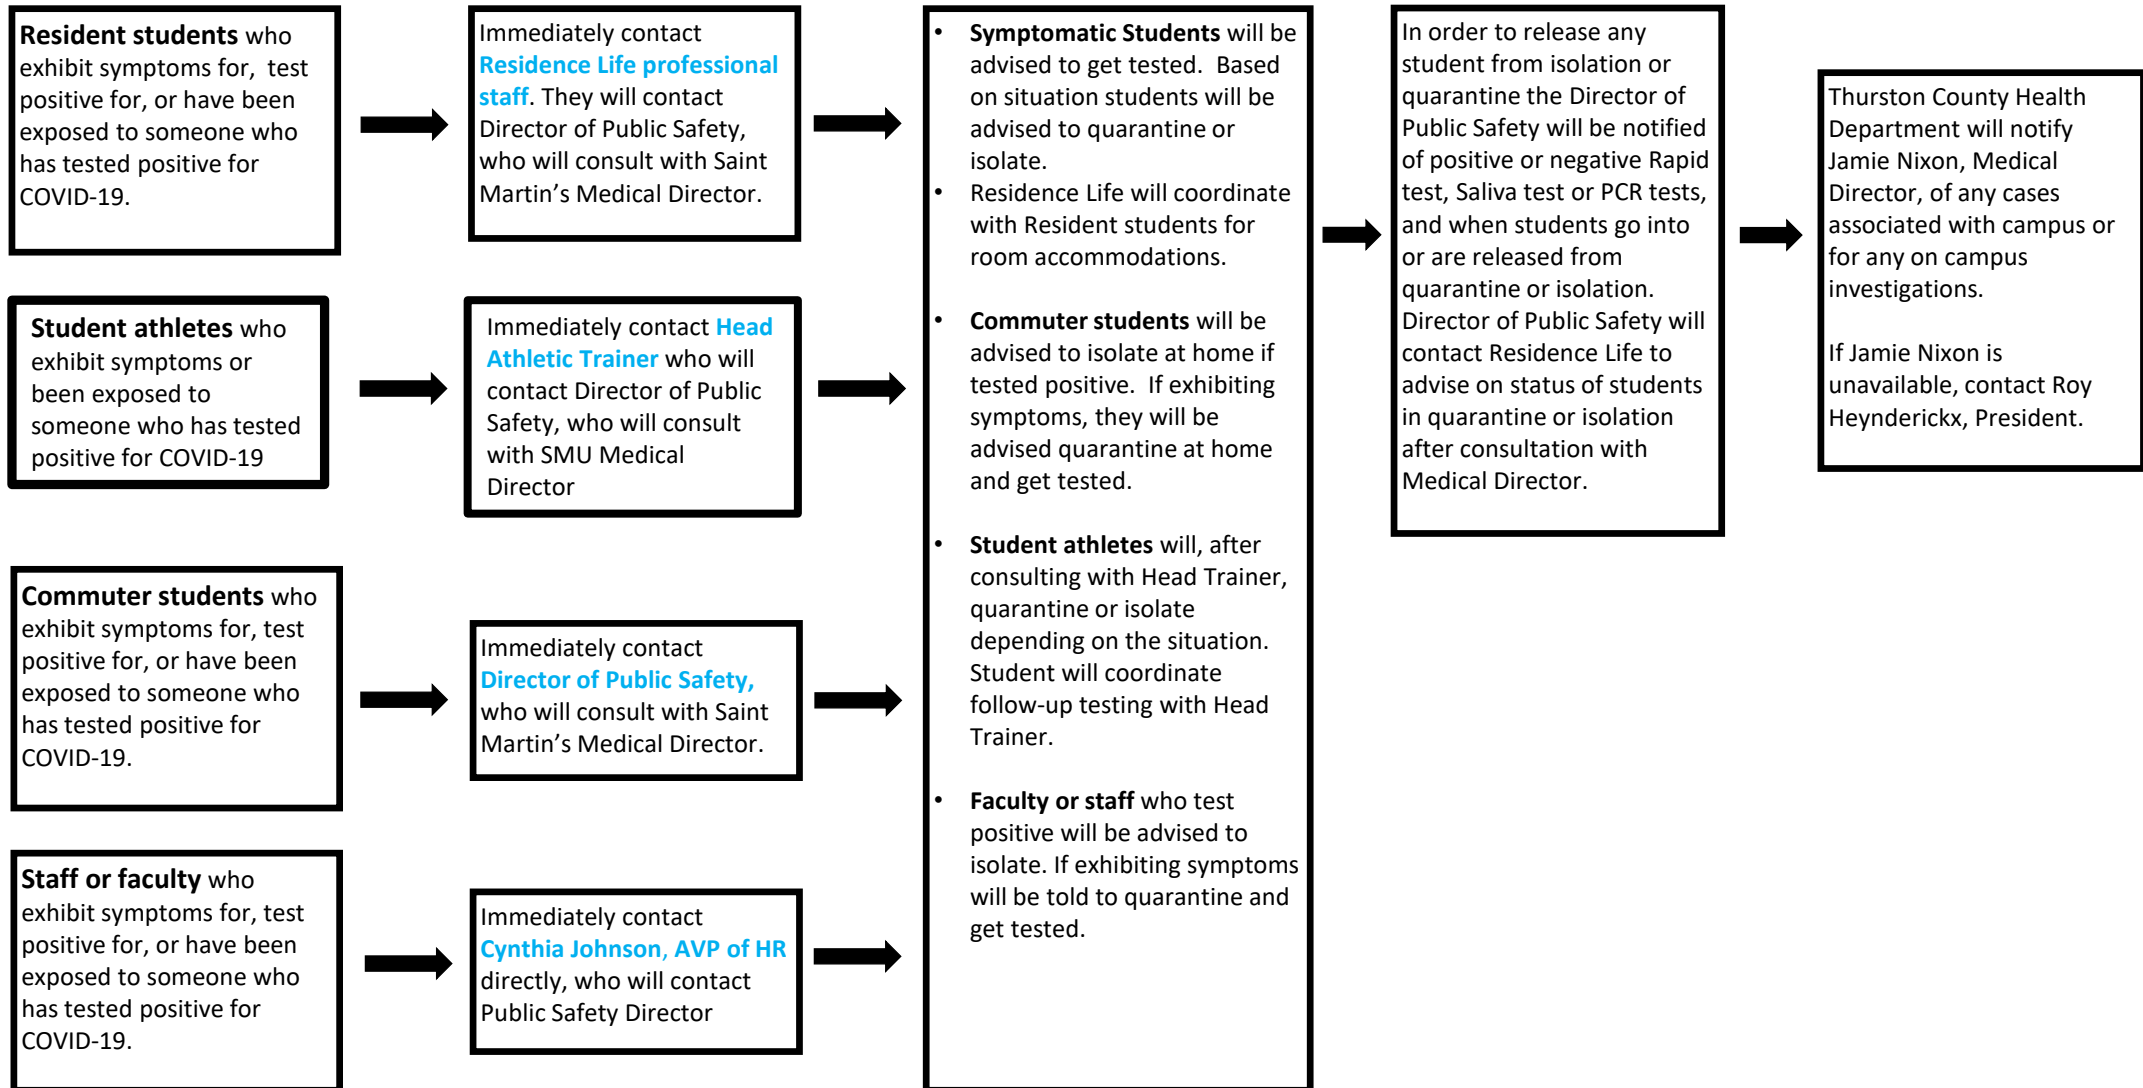 Resident students who
exhibit symptoms for, test
positive for, or have been
exposed to someone who
has tested positive for
COVID-19.
Immediately contact
Residence Life professional
staff. They will contact
Director of Public Safety,
who will consult with Saint
Martin’s Medical Director.
Student athletes who
exhibit symptoms or
been exposed to
someone who has tested
positive for COVID-19
Immediately contact Head
Athletic Trainer who will
contact Director of Public
Safety, who will consult
with SMU Medical
Director
Commuter students who
exhibit symptoms for, test
positive for, or have been
exposed to someone who
has tested positive for
COVID-19.
Immediately contact
Director of Public Safety,
who will consult with Saint
Martin’s Medical Director.
Staff or faculty who
exhibit symptoms for, test
positive for, or have been
exposed to someone who
has tested positive for
COVID-19.
Immediately contact
Cynthia Johnson, AVP of HR
directly, who will contact
Public Safety Director
• Symptomatic Students will be
advised to get tested. Based
on situation students will be
advised to quarantine or
isolate.
• Residence Life will coordinate
with Resident students for
room accommodations.
• Commuter students will be
advised to isolate at home if
tested positive. If exhibiting
symptoms, they will be
advised quarantine at home
and get tested.
• Student athletes will, after
consulting with Head Trainer,
quarantine or isolate
depending on the situation.
Student will coordinate
follow-up testing with Head
Trainer.
• Faculty or staff who test
positive will be advised to
isolate. If exhibiting symptoms
will be told to quarantine and
get tested.
In order to release any
student from isolation or
quarantine the Director of
Public Safety will be notified
of positive or negative Rapid
test, Saliva test or PCR tests,
and when students go into
or are released from
quarantine or isolation.
Director of Public Safety will
contact Residence Life to
advise on status of students
in quarantine or isolation
after consultation with
Medical Director.
Thurston County Health
Department will notify
Jamie Nixon, Medical
Director, of any cases
associated with campus or
for any on campus
investigations.
If Jamie Nixon is
unavailable, contact Roy
Heynderickx, President.